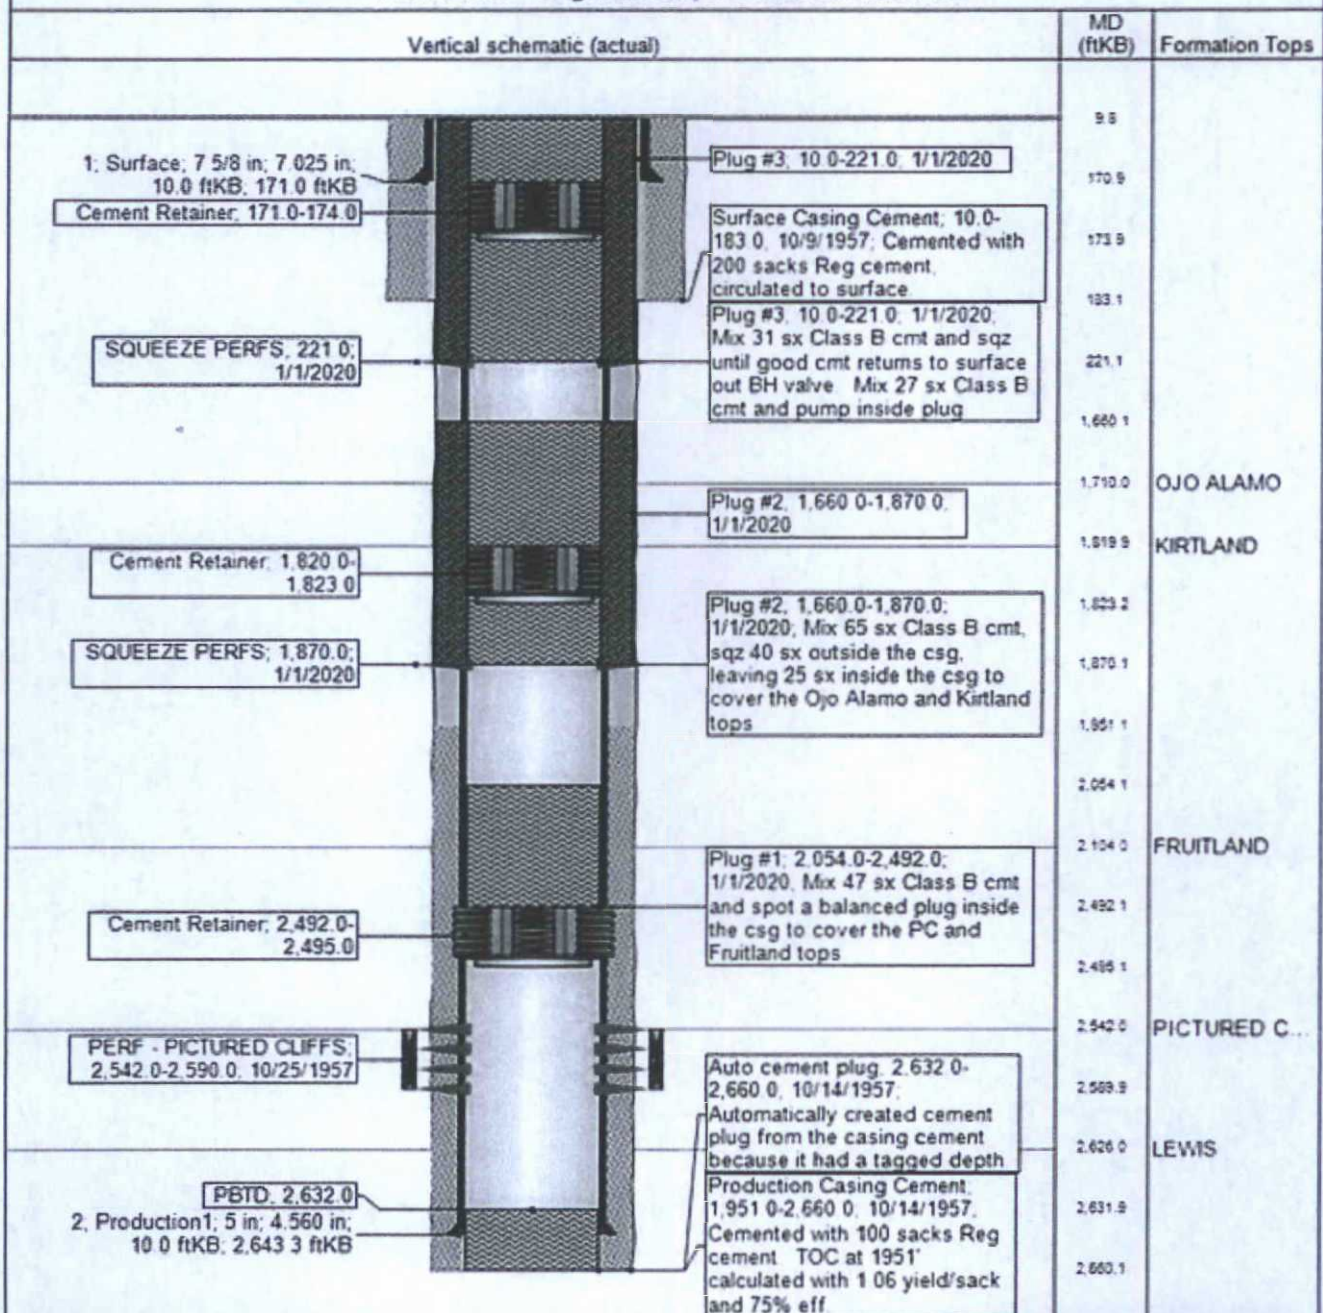 Vertical schematic (actual)
MD
(ftKB)
Formation Tops
1; Surface; 7 5/8 in; 7.025 in;
10.0 ftKB; 171.0 ftKB
Cement Retainer; 171.0-174.0
SQUEEZE PERFS; 221.0;
1/1/2020
Cement Retainer; 1,820.0-
1,823.0
SQUEEZE PERFS; 1,870.0;
1/1/2020
Cement Retainer; 2,492.0-
2,495.0
PERF - PICTURED CLIFFS;
2,542.0-2,590.0; 10/25/1957
PBTD; 2,632.0
2; Production1; 5 in; 4.560 in;
10.0 ftKB; 2,643.3 ftKB
Plug #3; 10.0-221.0; 1/1/2020
Surface Casing Cement; 10.0-
183.0; 10/9/1957; Cemented with
200 sacks Reg cement,
circulated to surface.
Plug #3; 10.0-221.0; 1/1/2020;
Mix 31 sx Class B cmt and sqz
until good cmt returns to surface
out BH valve. Mix 27 sx Class B
cmt and pump inside plug
Plug #2; 1,660.0-1,870.0;
1/1/2020
Plug #2; 1,660.0-1,870.0;
1/1/2020; Mix 65 sx Class B cmt,
sqz 40 sx outside the csg,
leaving 25 sx inside the csg to
cover the Ojo Alamo and Kirtland
tops
Plug #1; 2,054.0-2,492.0;
1/1/2020; Mix 47 sx Class B cmt
and spot a balanced plug inside
the csg to cover the PC and
Fruitland tops
Auto cement plug; 2,632.0-
2,660.0; 10/14/1957;
Automatically created cement
plug from the casing cement
because it had a tagged depth
Production Casing Cement;
1,951.0-2,660.0; 10/14/1957;
Cemented with 100 sacks Reg
cement. TOC at 1951'
calculated with 1.06 yield/sack
and 75% eff.
170.9
173.9
183.1
221.1
1,660.1
1,710.0 OJO ALAMO
1,819.9 KIRTLAND
1,823.2
1,870.1
1,951.1
2,054.1
2,104.0 FRUITLAND
2,492.1
2,495.1
2,542.0 PICTURED C...
2,589.9
2,626.0 LEWIS
2,631.9
2,660.1